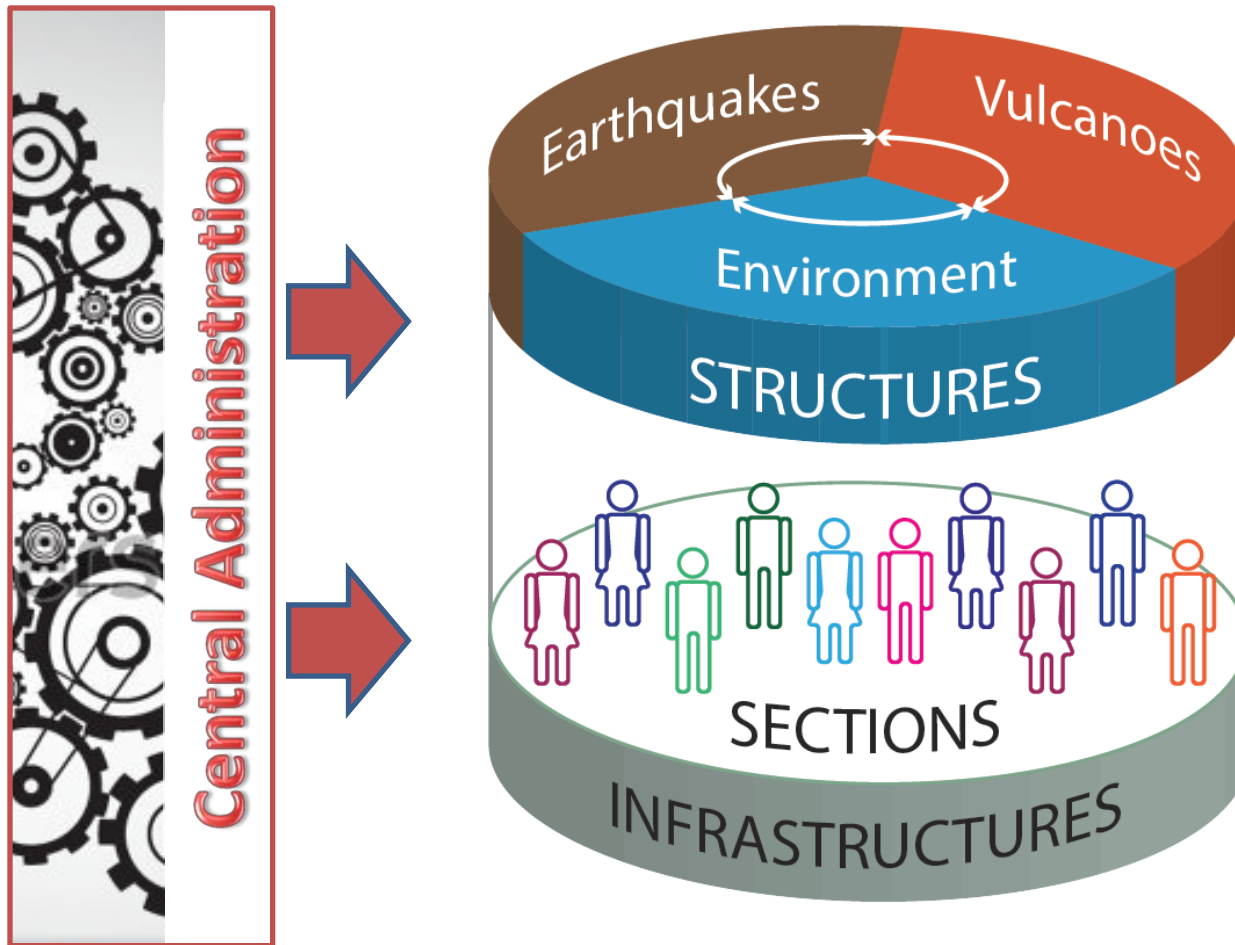 Central Administration
Earthquakes
Vulcanoes
Environment
STRUCTURES
SECTIONS
INFRASTRUCTURES